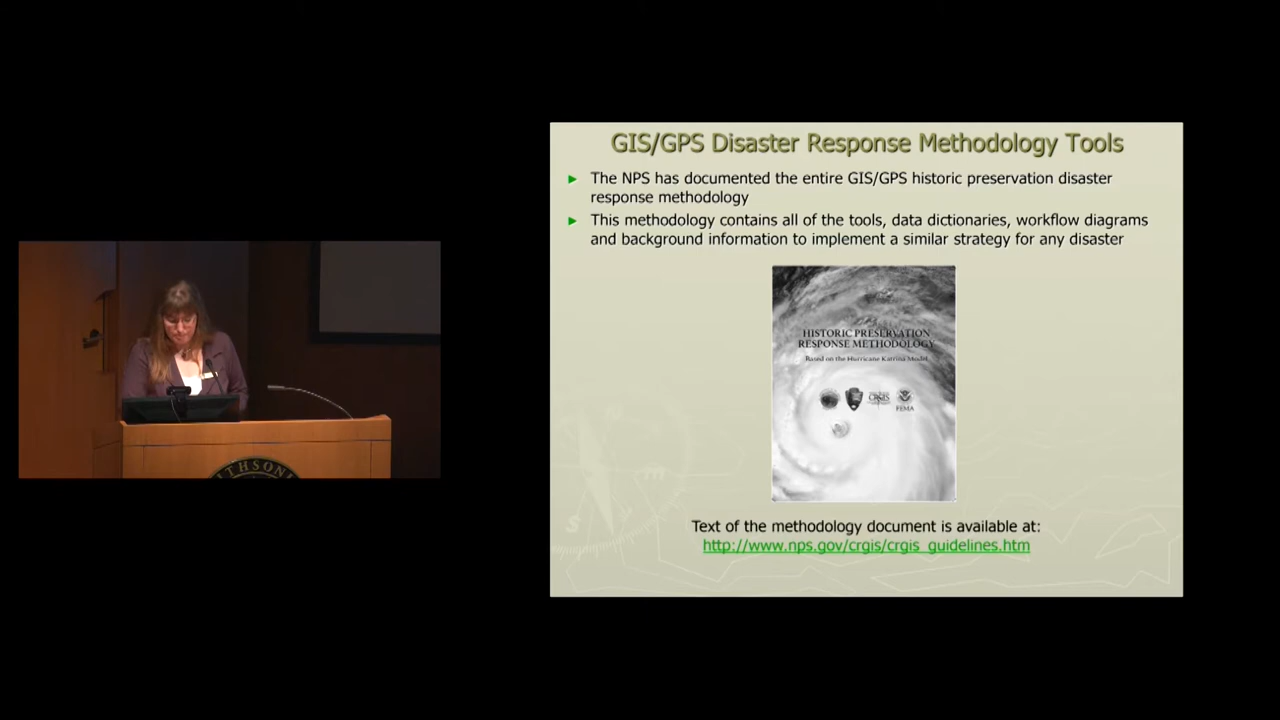 GIS/GPS Disaster Response Methodology Tools
The NPS has documented the entire GIS/GPS historic preservation disaster
response methodology
This methodology contains all of the tools, data dictionaries, workflow diagrams
and background information to implement a similar strategy for any disaster
HISTORIC PRESERVATION
RESPONSE METHODOLOGY
Based on the Hurricane Katrina Model
CRGIS
FEMA
Text of the methodology document is available at:
http://www.nps.gov/crgis/crgis_guidelines.htm
THSON